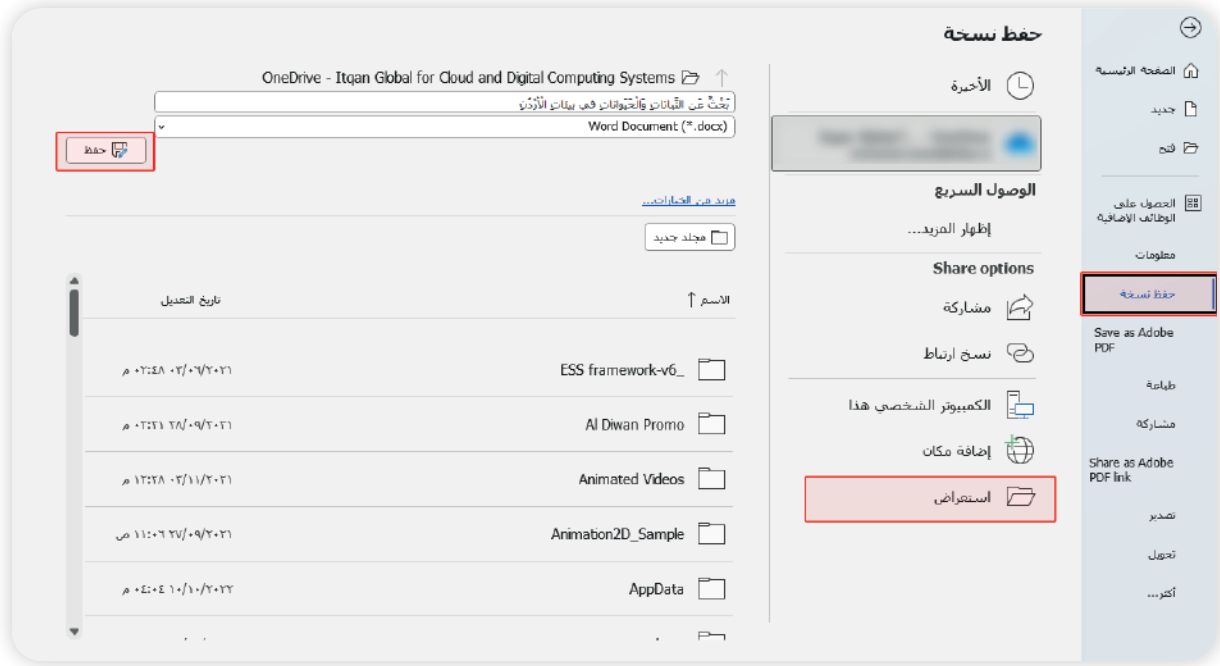 الصفحة الرئيسية
جديد
فتح
الحصول على
الوظائف الإضافية
معلومات
حفظ نسخة
Save as Adobe
PDF
طباعة
مشاركة
Share as Adobe
PDF link
تصدير
تحويل
أكثر...
حفظ نسخة
الأخيرة
الوصول السريع
إظهار المزيد...
Share options
مشاركة
نسخ ارتباط
الكمبيوتر الشخصي هذا
إضافة مكان
استعراض
OneDrive - Itqan Global for Cloud and Digital Computing Systems
بَحْثٌ عَنِ النَّباتاتِ وَالْحَيَواناتِ في بيئاتِ الْأُرْدُنِ
Word Document (*.docx)
حفظ
مزيد من الخيارات...
مجلد جديد
الاسم ↑ تاريخ التعديل
ESS framework-v6_ ٠٣/٠٦/٢٠٢١ ٠٢:٤٨ م
Al Diwan Promo ٢٨/٠٩/٢٠٢١ ٠٢:٢١ م
Animated Videos ٠٣/١١/٢٠٢١ ١٢:٢٨ م
Animation2D_Sample ٢٧/٠٩/٢٠٢١ ١١:٠٦ ص
AppData ١٠/١٠/٢٠٢٢ ٠٤:٠٤ م